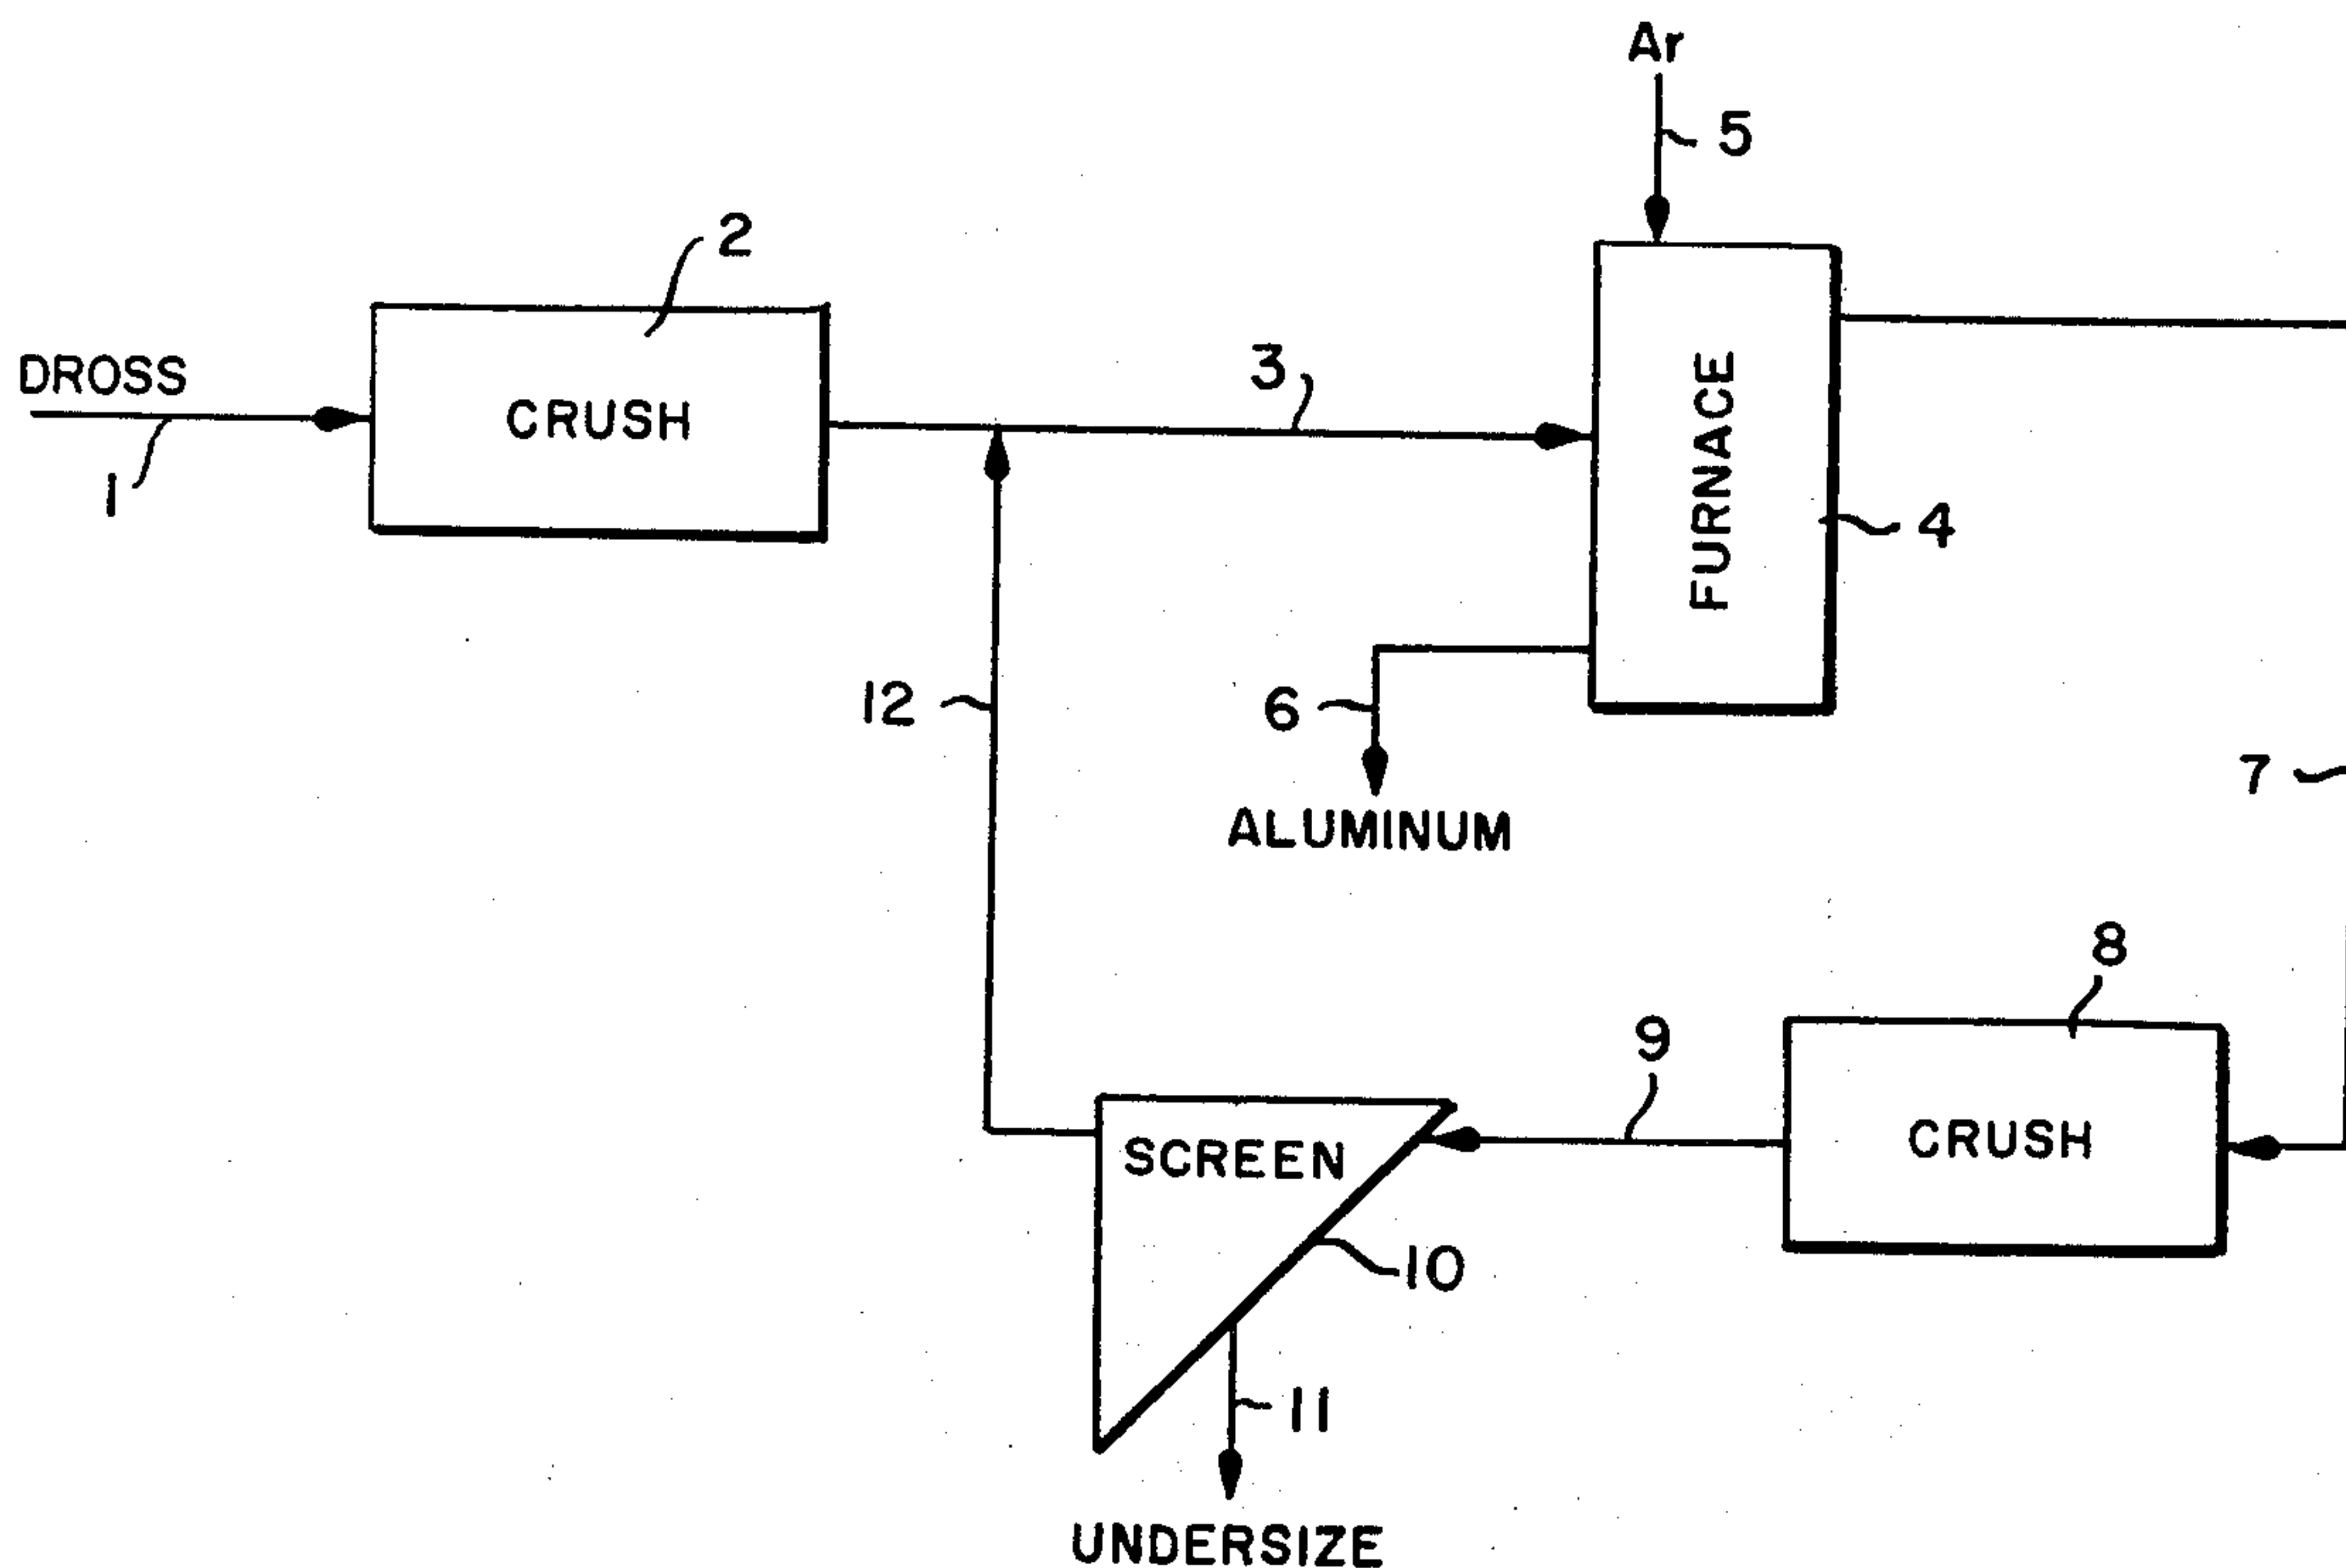 Ar
5
2
DROSS
1
CRUSH
3
FURNACE
4
12
6
ALUMINUM
7
8
9
CRUSH
SCREEN
10
11
UNDERSIZE